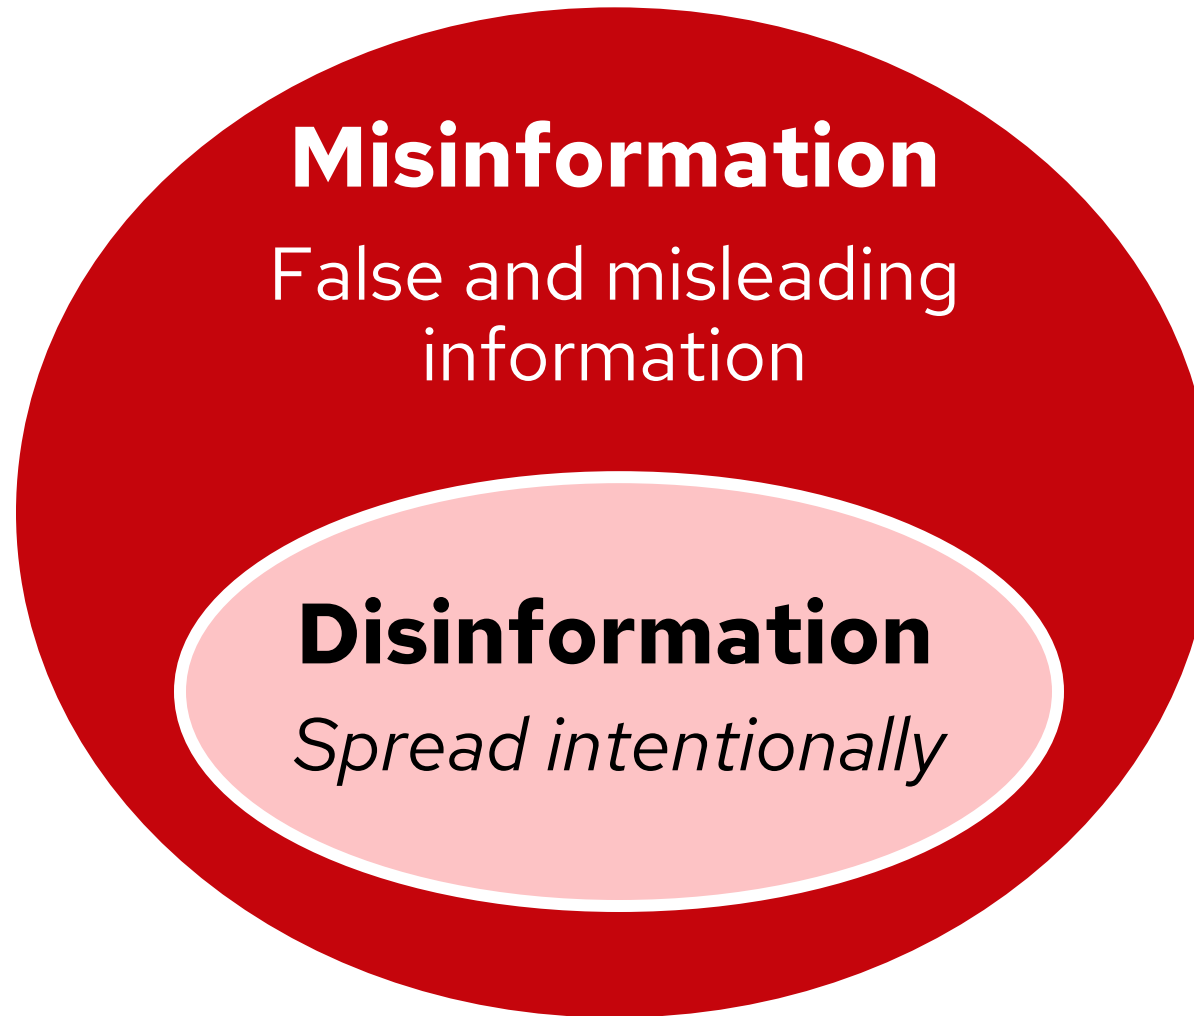 Misinformation
False and misleading
information
Disinformation
Spread intentionally